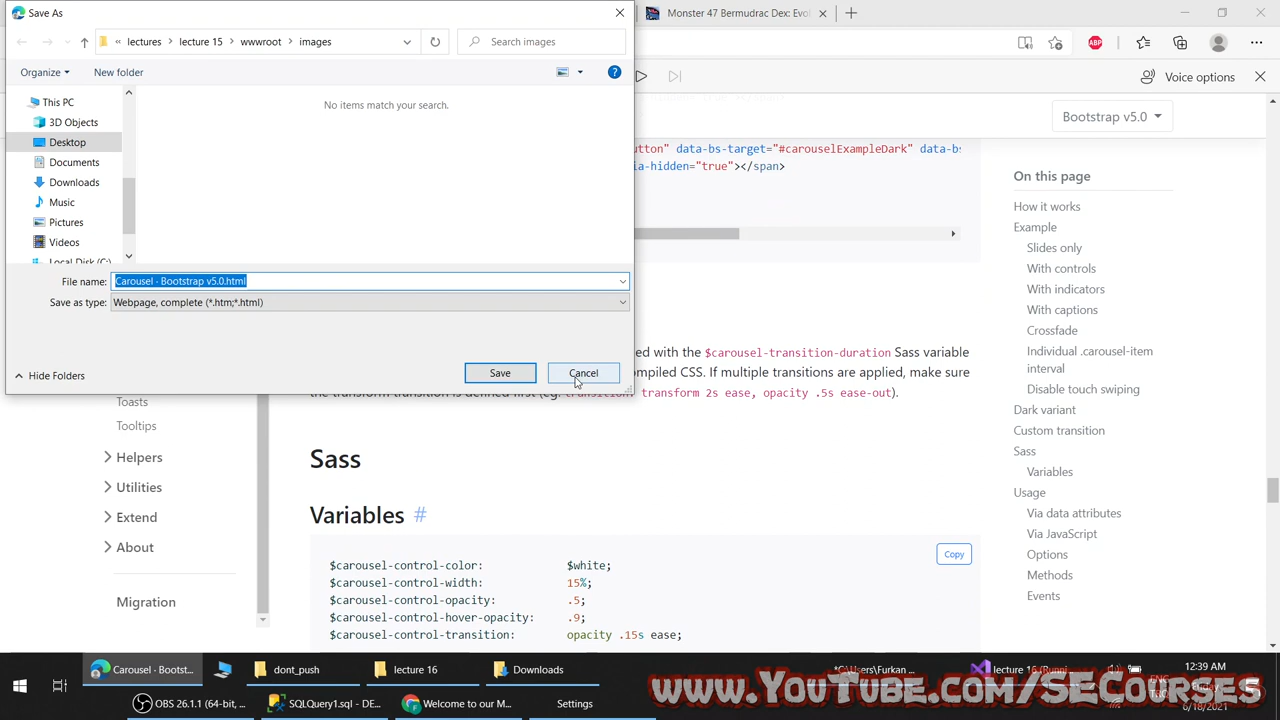 Save As
Monster 47 Bermudrac Dex: Evol
« lectures > lecture 15 > wwwroot > images
Search images
Organize
New folder
Voice options
This PC
3D Objects
Desktop
Documents
Downloads
Music
Pictures
Videos
Local Disk (C:)
No items match your search.
File name: Carousel - Bootstrap v5.0.html
Save as type: Webpage, complete (*.htm;*.html)
Hide Folders
Save
Cancel
Bootstrap v5.0
utton" data-bs-target="#carouselExampleDark" data-bs
ia-hidden="true"></span>
ed with the $carousel-transition-duration Sass variable
mpiled CSS. If multiple transitions are applied, make sure
the transform transition is defined first (eg. transition: transform 2s ease, opacity .5s ease-out).
Sass
Variables #
Copy
$carousel-control-color: $white;
$carousel-control-width: 15%;
$carousel-control-opacity: .5;
$carousel-control-hover-opacity: .9;
$carousel-control-transition: opacity .15s ease;
Toasts
Tooltips
Helpers
Utilities
Extend
About
Migration
On this page
How it works
Example
Slides only
With controls
With indicators
With captions
Crossfade
Individual .carousel-item
interval
Disable touch swiping
Dark variant
Custom transition
Sass
Variables
Usage
Via data attributes
Via JavaScript
Options
Methods
Events
Carousel - Bootst...
dont_push
lecture 16
Downloads
*C:\Users\Furkan
lecture 16 (Runni
12:39 AM
OBS 26.1.1 (64-bit, ...
SQLQuery1.sql - DE...
Welcome to our M...
Settings
6/18/2021
www.YouTube.com/SECourses